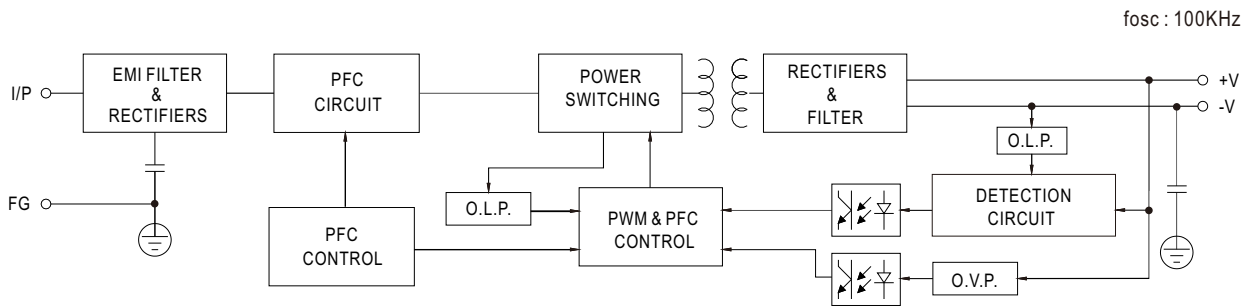 fosc : 100KHz
I/P
EMI FILTER
&
RECTIFIERS
PFC
CIRCUIT
POWER
SWITCHING
RECTIFIERS
&
FILTER
+V
-V
O.L.P.
FG
O.L.P.
PFC
CONTROL
PWM & PFC
CONTROL
DETECTION
CIRCUIT
O.V.P.